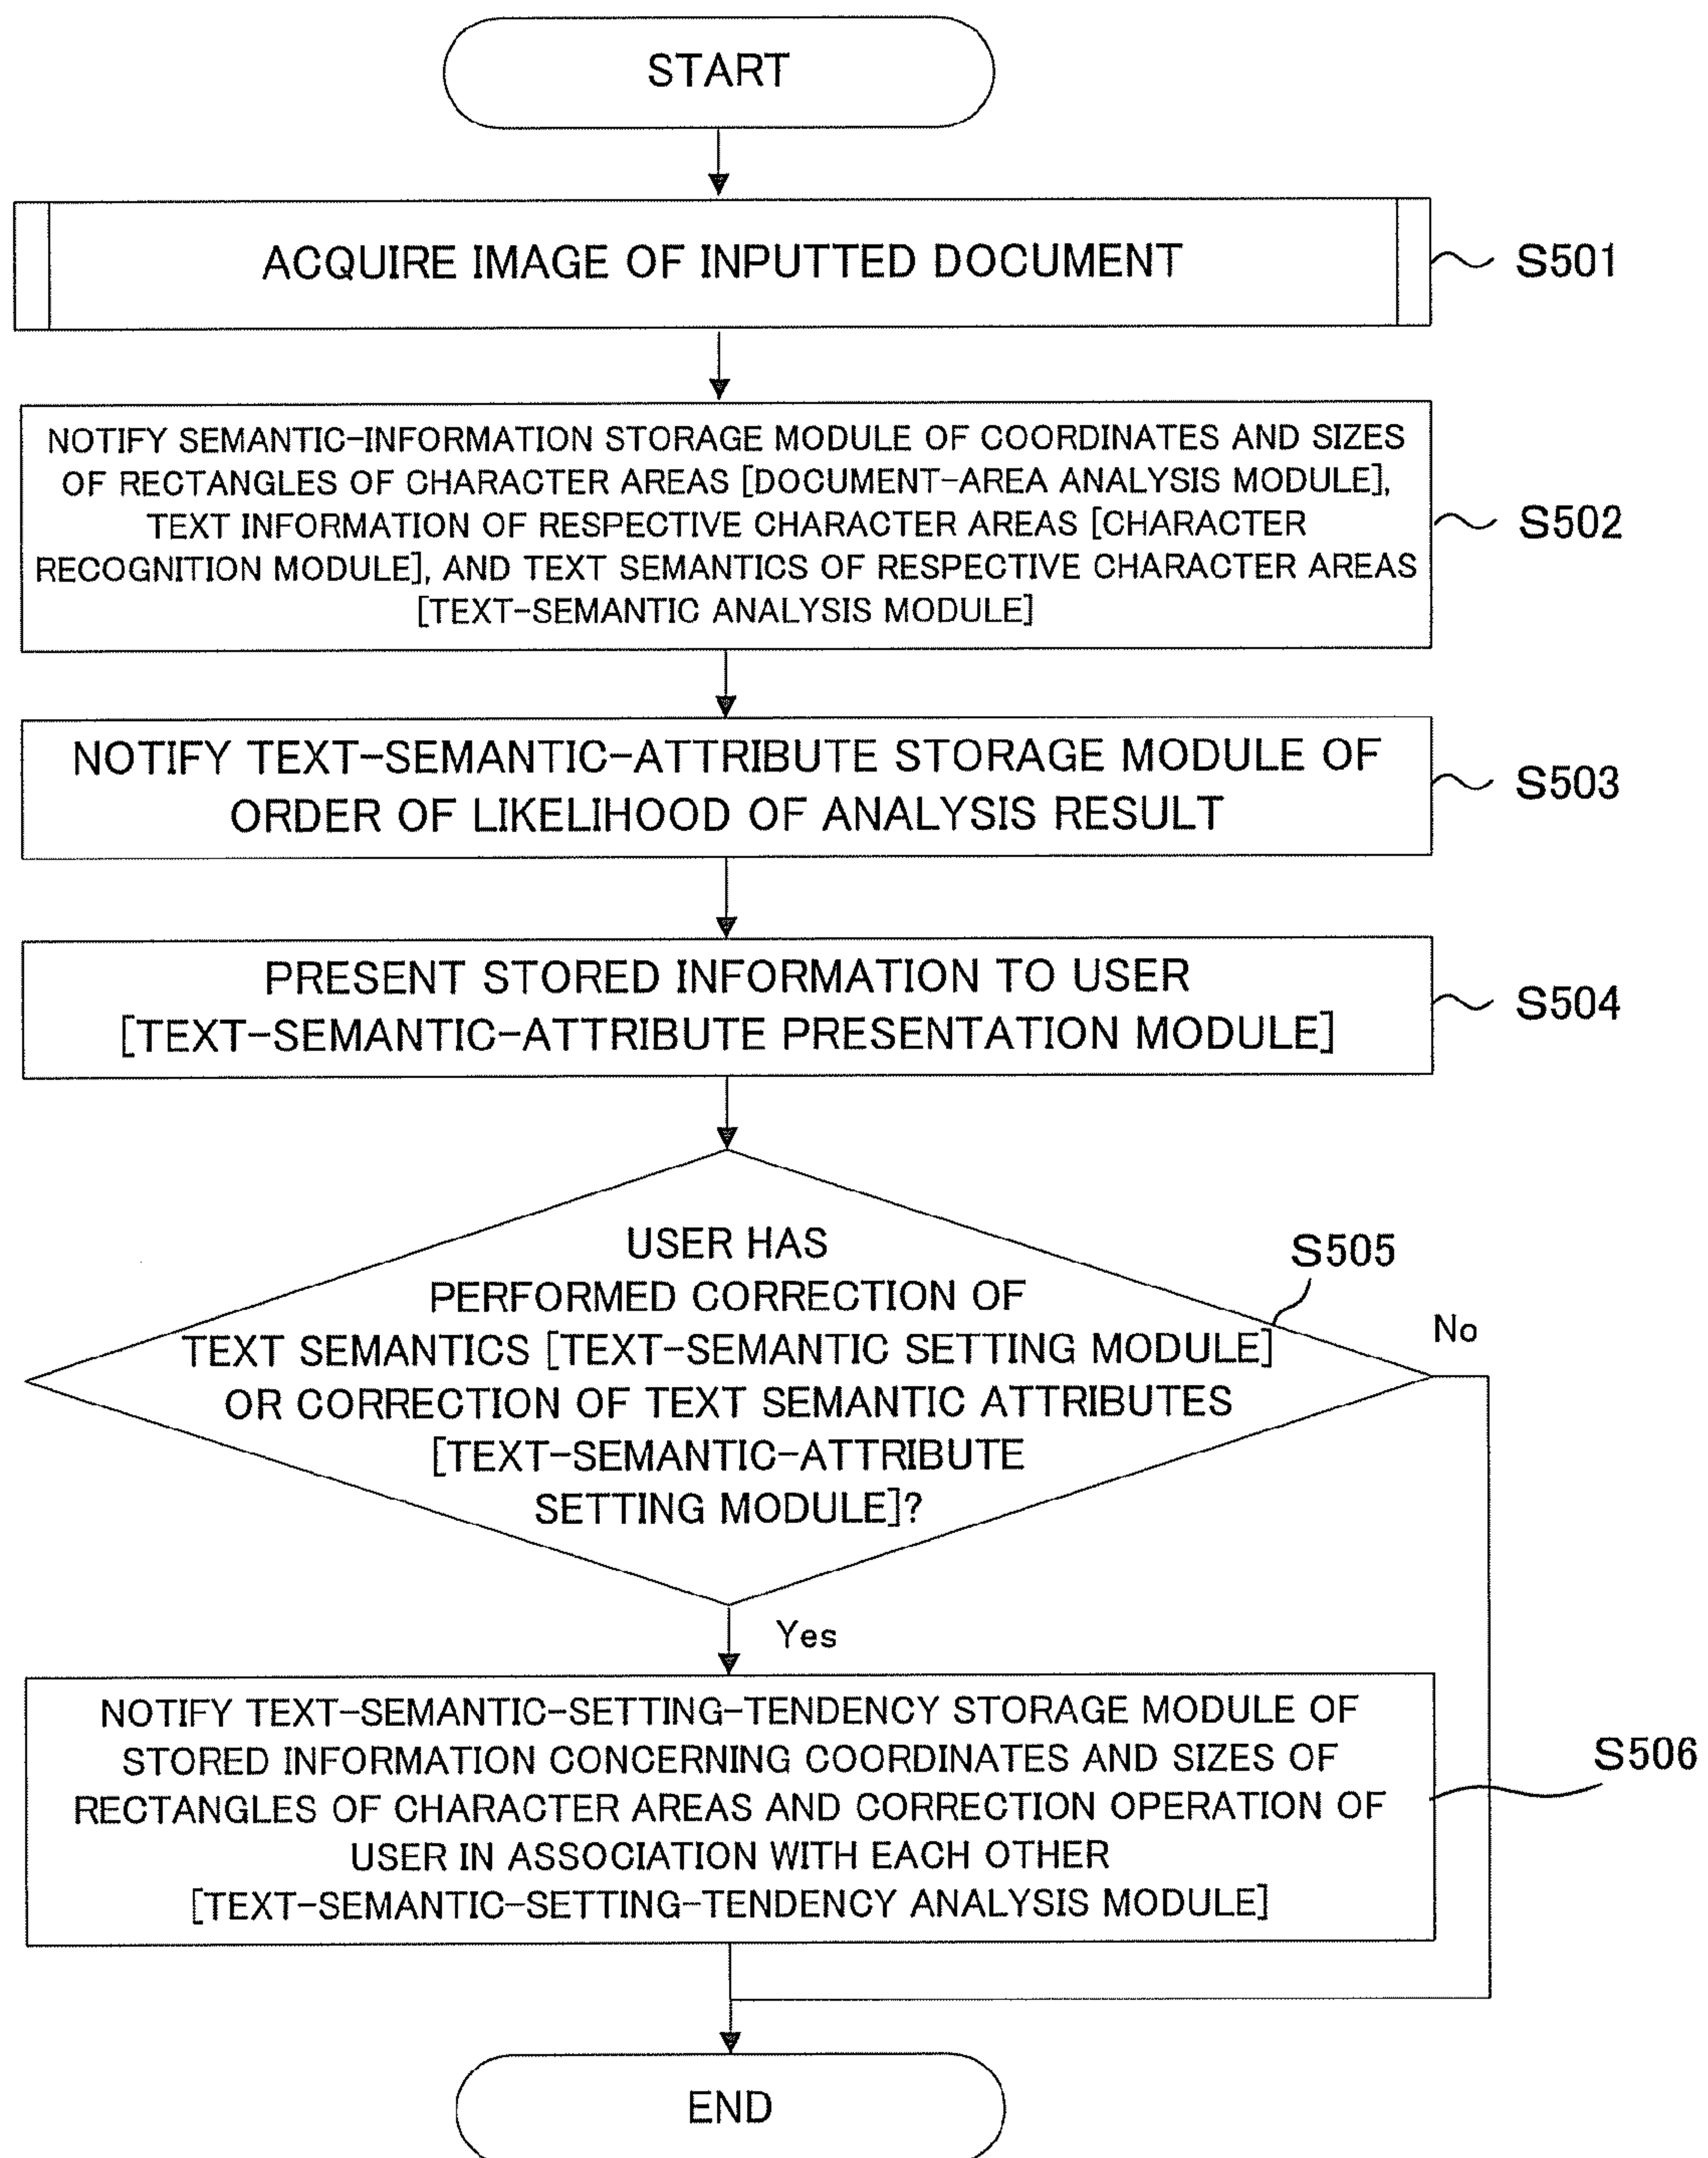 START
ACQUIRE IMAGE OF INPUTTED DOCUMENT
S501
NOTIFY SEMANTIC-INFORMATION STORAGE MODULE OF COORDINATES AND SIZES
OF RECTANGLES OF CHARACTER AREAS [DOCUMENT-AREA ANALYSIS MODULE],
TEXT INFORMATION OF RESPECTIVE CHARACTER AREAS [CHARACTER
RECOGNITION MODULE], AND TEXT SEMANTICS OF RESPECTIVE CHARACTER AREAS
[TEXT-SEMANTIC ANALYSIS MODULE]
S502
NOTIFY TEXT-SEMANTIC-ATTRIBUTE STORAGE MODULE OF
ORDER OF LIKELIHOOD OF ANALYSIS RESULT
S503
PRESENT STORED INFORMATION TO USER
[TEXT-SEMANTIC-ATTRIBUTE PRESENTATION MODULE]
S504
USER HAS
PERFORMED CORRECTION OF
TEXT SEMANTICS [TEXT-SEMANTIC SETTING MODULE]
OR CORRECTION OF TEXT SEMANTIC ATTRIBUTES
[TEXT-SEMANTIC-ATTRIBUTE
SETTING MODULE]?
S505
No
Yes
NOTIFY TEXT-SEMANTIC-SETTING-TENDENCY STORAGE MODULE OF
STORED INFORMATION CONCERNING COORDINATES AND SIZES OF
RECTANGLES OF CHARACTER AREAS AND CORRECTION OPERATION OF
USER IN ASSOCIATION WITH EACH OTHER
[TEXT-SEMANTIC-SETTING-TENDENCY ANALYSIS MODULE]
S506
END